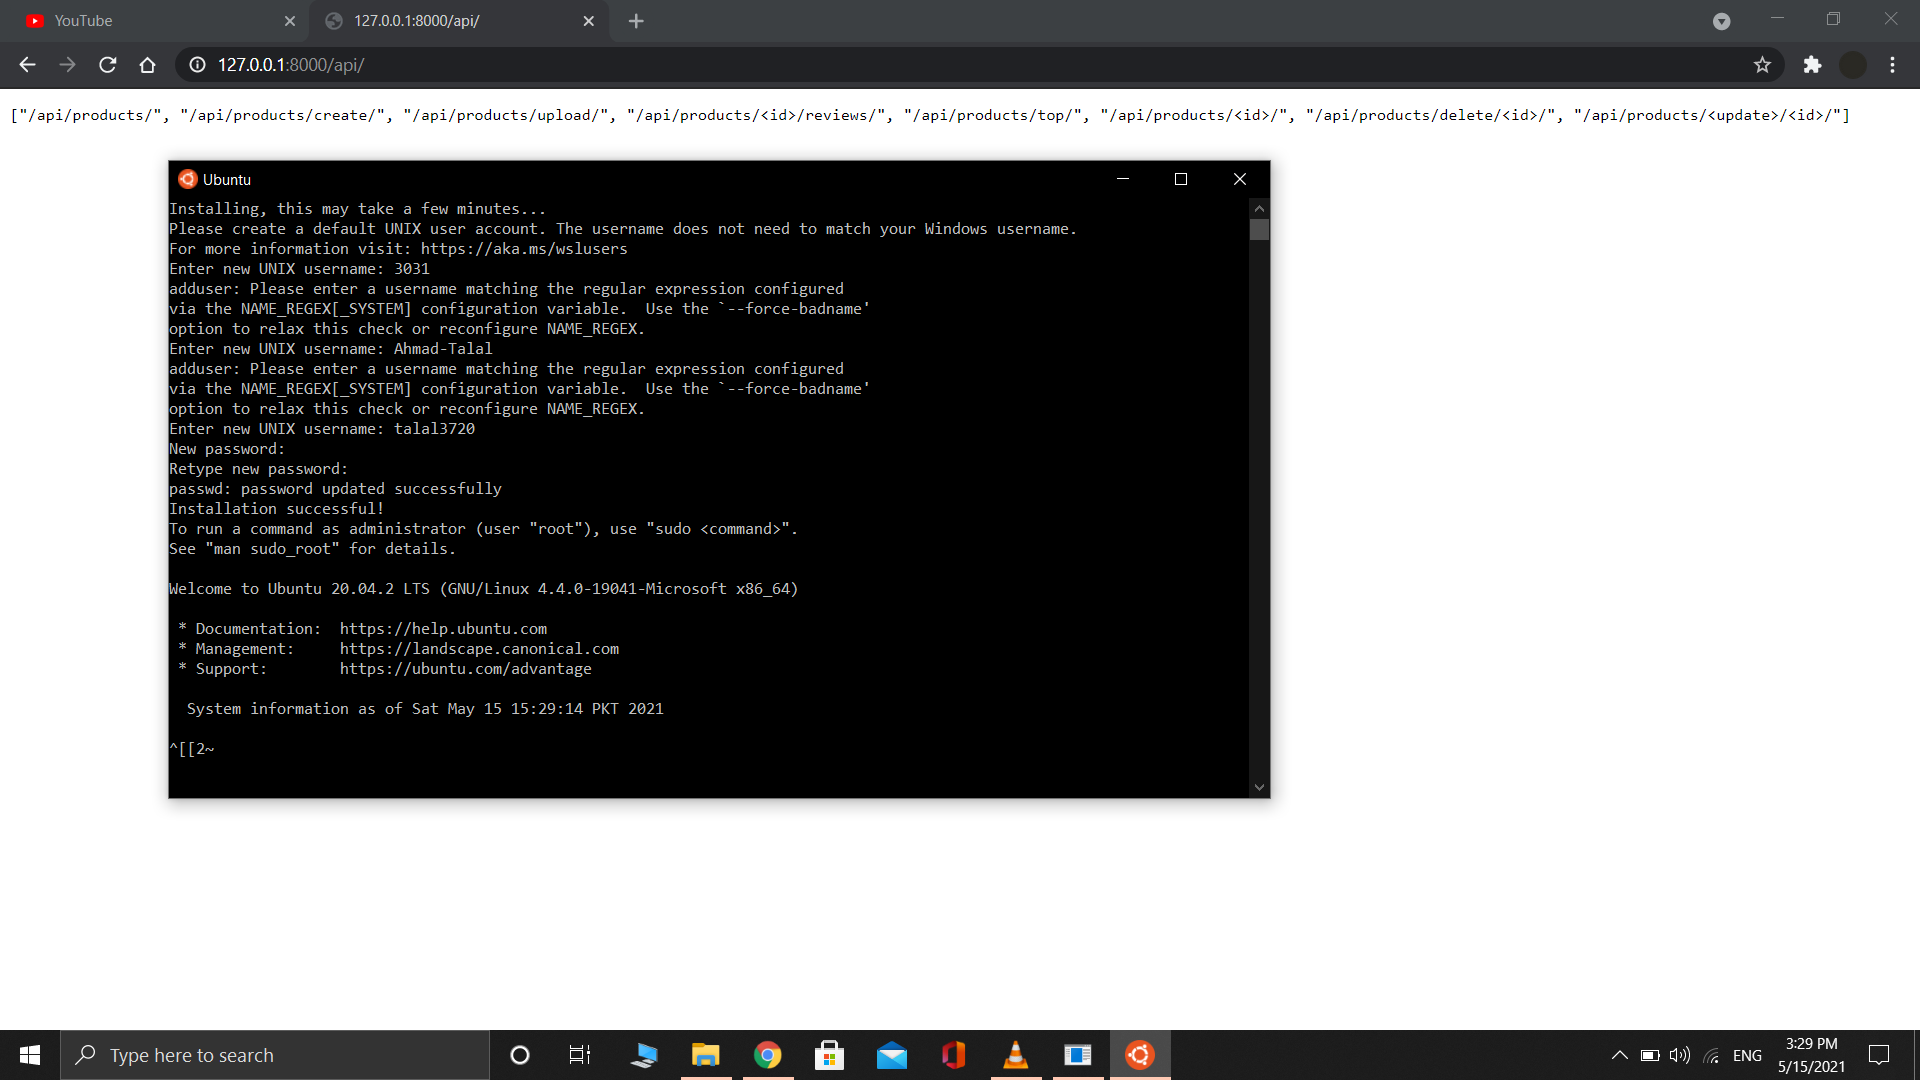 YouTube
127.0.0.1:8000/api/
127.0.0.1:8000/api/
["/api/products/", "/api/products/create/", "/api/products/upload/", "/api/products/<id>/reviews/", "/api/products/top/", "/api/products/<id>/", "/api/products/delete/<id>/", "/api/products/<update>/<id>/"]
Ubuntu
Installing, this may take a few minutes...
Please create a default UNIX user account. The username does not need to match your Windows username.
For more information visit: https://aka.ms/wslusers
Enter new UNIX username: 3031
adduser: Please enter a username matching the regular expression configured
via the NAME_REGEX[_SYSTEM] configuration variable.  Use the `--force-badname'
option to relax this check or reconfigure NAME_REGEX.
Enter new UNIX username: Ahmad-Talal
adduser: Please enter a username matching the regular expression configured
via the NAME_REGEX[_SYSTEM] configuration variable.  Use the `--force-badname'
option to relax this check or reconfigure NAME_REGEX.
Enter new UNIX username: talal3720
New password:
Retype new password:
passwd: password updated successfully
Installation successful!
To run a command as administrator (user "root"), use "sudo <command>".
See "man sudo_root" for details.
Welcome to Ubuntu 20.04.2 LTS (GNU/Linux 4.4.0-19041-Microsoft x86_64)
* Documentation:  https://help.ubuntu.com
* Management:     https://landscape.canonical.com
* Support:        https://ubuntu.com/advantage
System information as of Sat May 15 15:29:14 PKT 2021
^[[2~
Type here to search
ENG
3:29 PM
5/15/2021